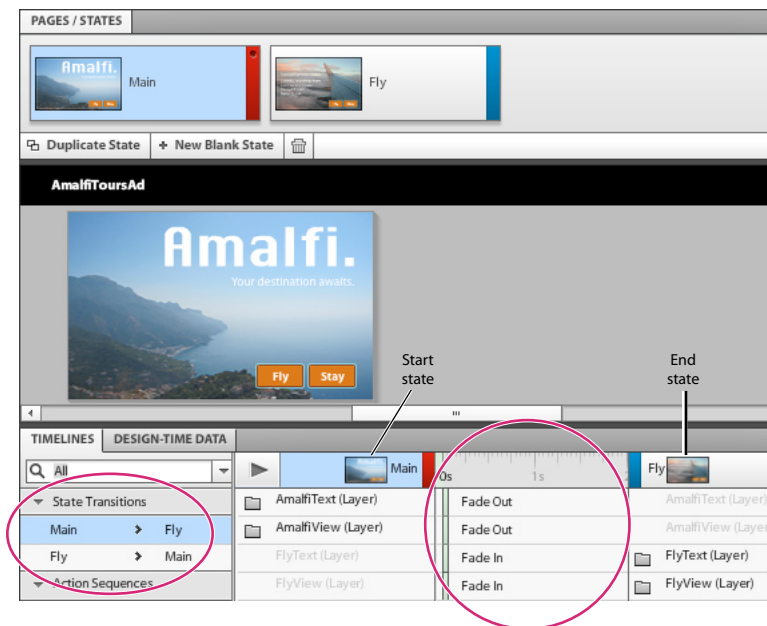 PAGES / STATES
Amalfi.
Main
Fly
Duplicate State
+ New Blank State
AmalfiToursAd
Amalfi.
Your destination awaits.
Fly Stay
Start state
End state
TIMELINES DESIGN-TIME DATA
All
Main
0s 1s
Fly
State Transitions
AmalfiText (Layer)
Fade Out
AmalfiText (Layer)
Main > Fly
AmalfiView (Layer)
Fade Out
AmalfiView (Laye
Fly > Main
FlyText (Layer)
Fade In
FlyText (Layer)
Action Sequences
FlyView (Layer)
Fade In
FlyView (Layer)